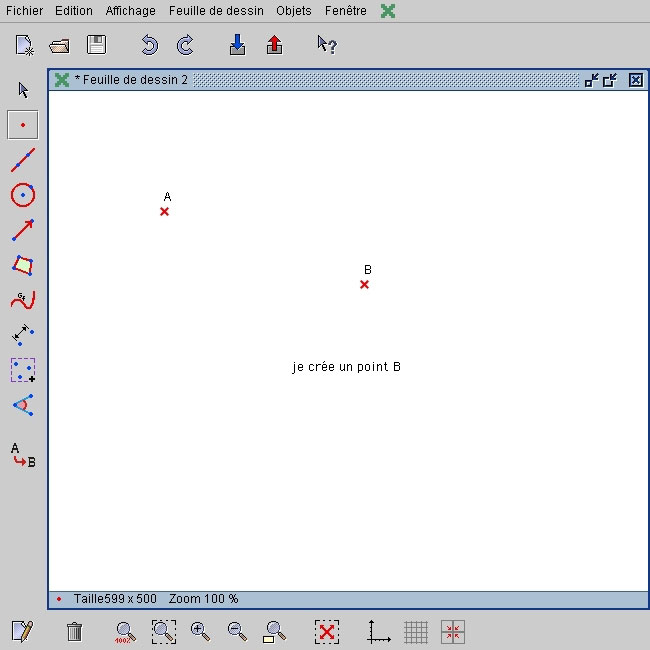 Fichier Edition Affichage Feuille de dessin Objets Fenêtre
* Feuille de dessin 2
A
B
je crée un point B
A
B
Taille599 x 500 Zoom 100 %
100%